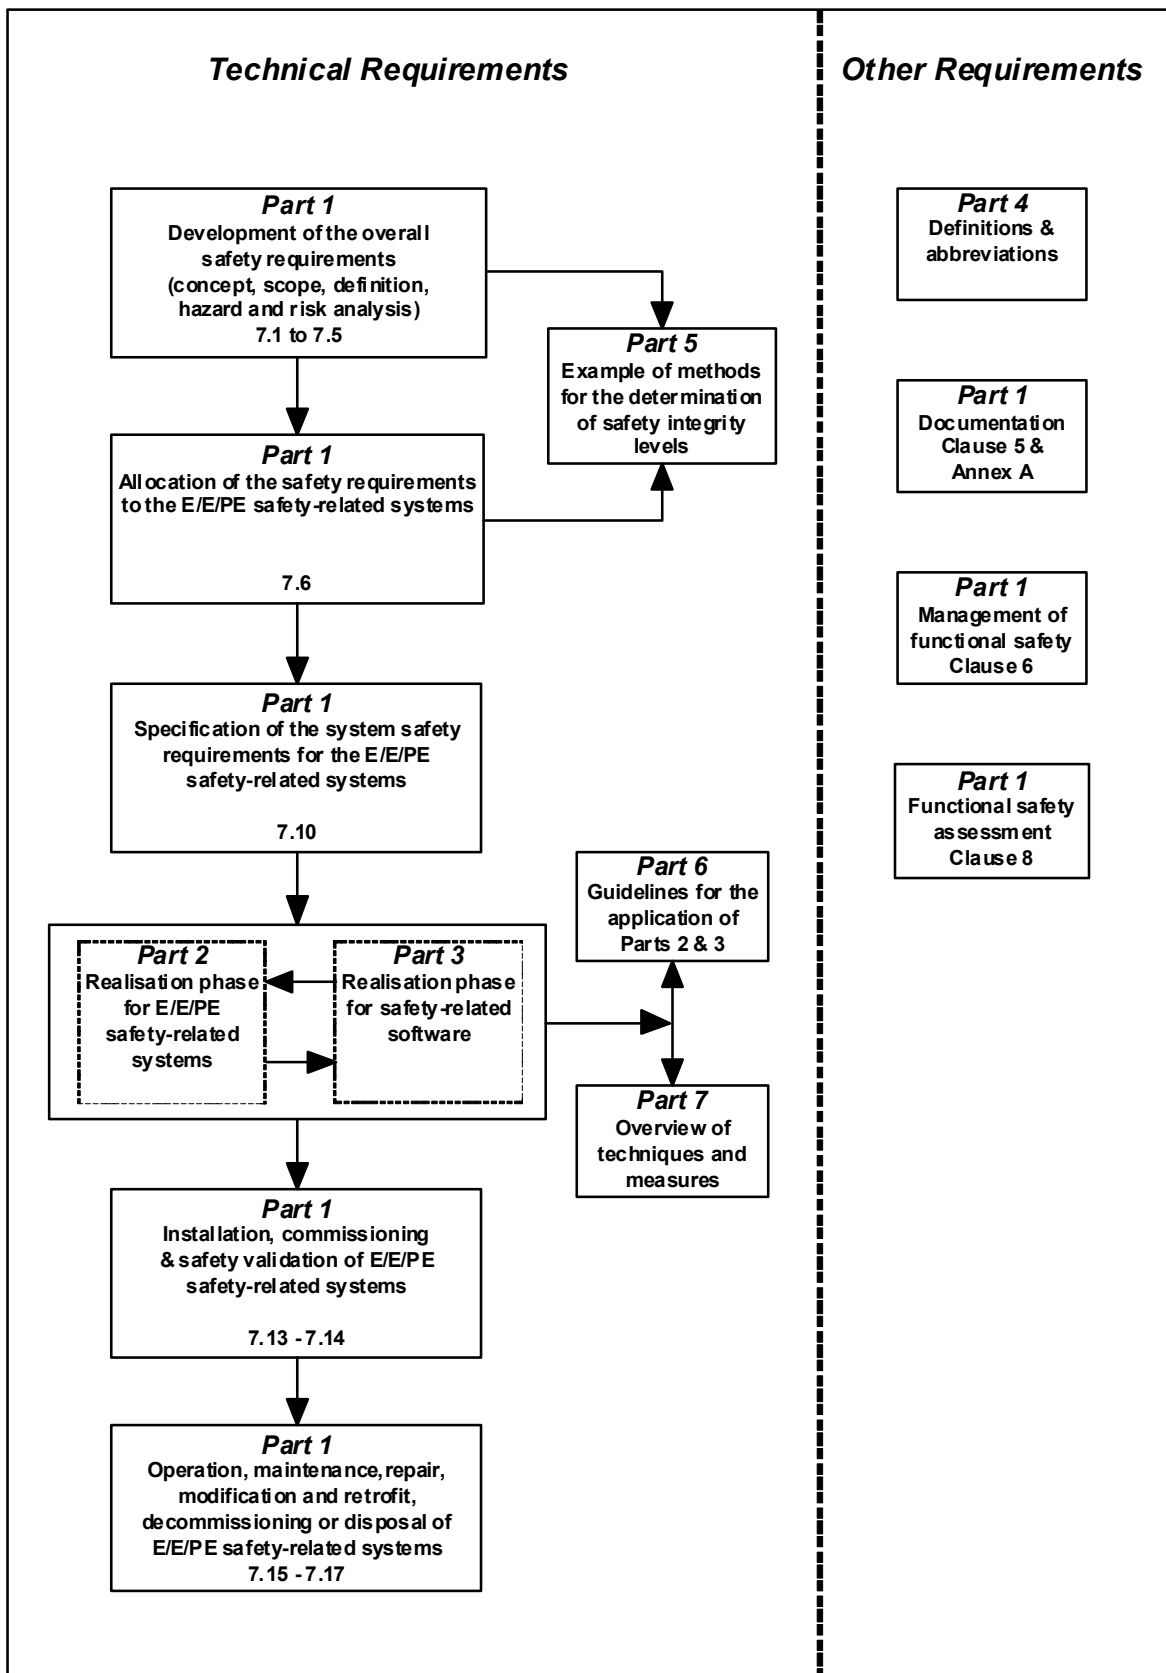 Technical Requirements
Other Requirements
Part 1
Development of the overall
safety requirements
(concept, scope, definition,
hazard and risk analysis)
7.1 to 7.5
Part 5
Example of methods
for the determination
of safety integrity
levels
Part 1
Allocation of the safety requirements
to the E/E/PE safety-related systems
7.6
Part 1
Specification of the system safety
requirements for the E/E/PE
safety-related systems
7.10
Part 6
Guidelines for the
application of
Parts 2 & 3
Part 2
Realisation phase
for E/E/PE
safety-related
systems
Part 3
Realisation phase
for safety-related
software
Part 7
Overview of
techniques and
measures
Part 1
Installation, commissioning
& safety validation of E/E/PE
safety-related systems
7.13 - 7.14
Part 1
Operation, maintenance, repair,
modification and retrofit,
decommissioning or disposal of
E/E/PE safety-related systems
7.15 - 7.17
Part 4
Definitions &
abbreviations
Part 1
Documentation
Clause 5 &
Annex A
Part 1
Management of
functional safety
Clause 6
Part 1
Functional safety
assessment
Clause 8